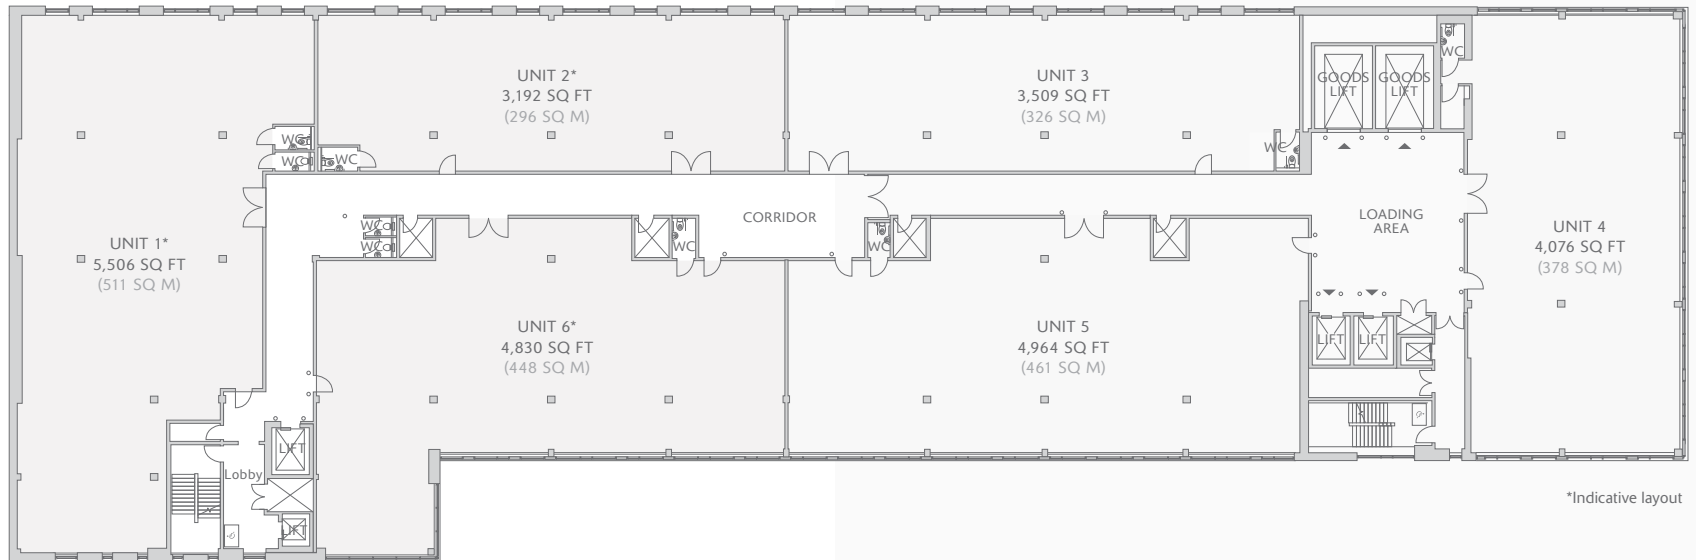 UNIT 1*
5,506 SQ FT
(511 SQ M)
UNIT 2*
3,192 SQ FT
(296 SQ M)
UNIT 3
3,509 SQ FT
(326 SQ M)
GOODS
LIFT
GOODS
LIFT
WC
WC
WC
WC
WC
WC
WC
WC
WC
CORRIDOR
LOADING
AREA
UNIT 4
4,076 SQ FT
(378 SQ M)
UNIT 6*
4,830 SQ FT
(448 SQ M)
UNIT 5
4,964 SQ FT
(461 SQ M)
LIFT
LIFT
LIFT
Lobby
LIFT
*Indicative layout